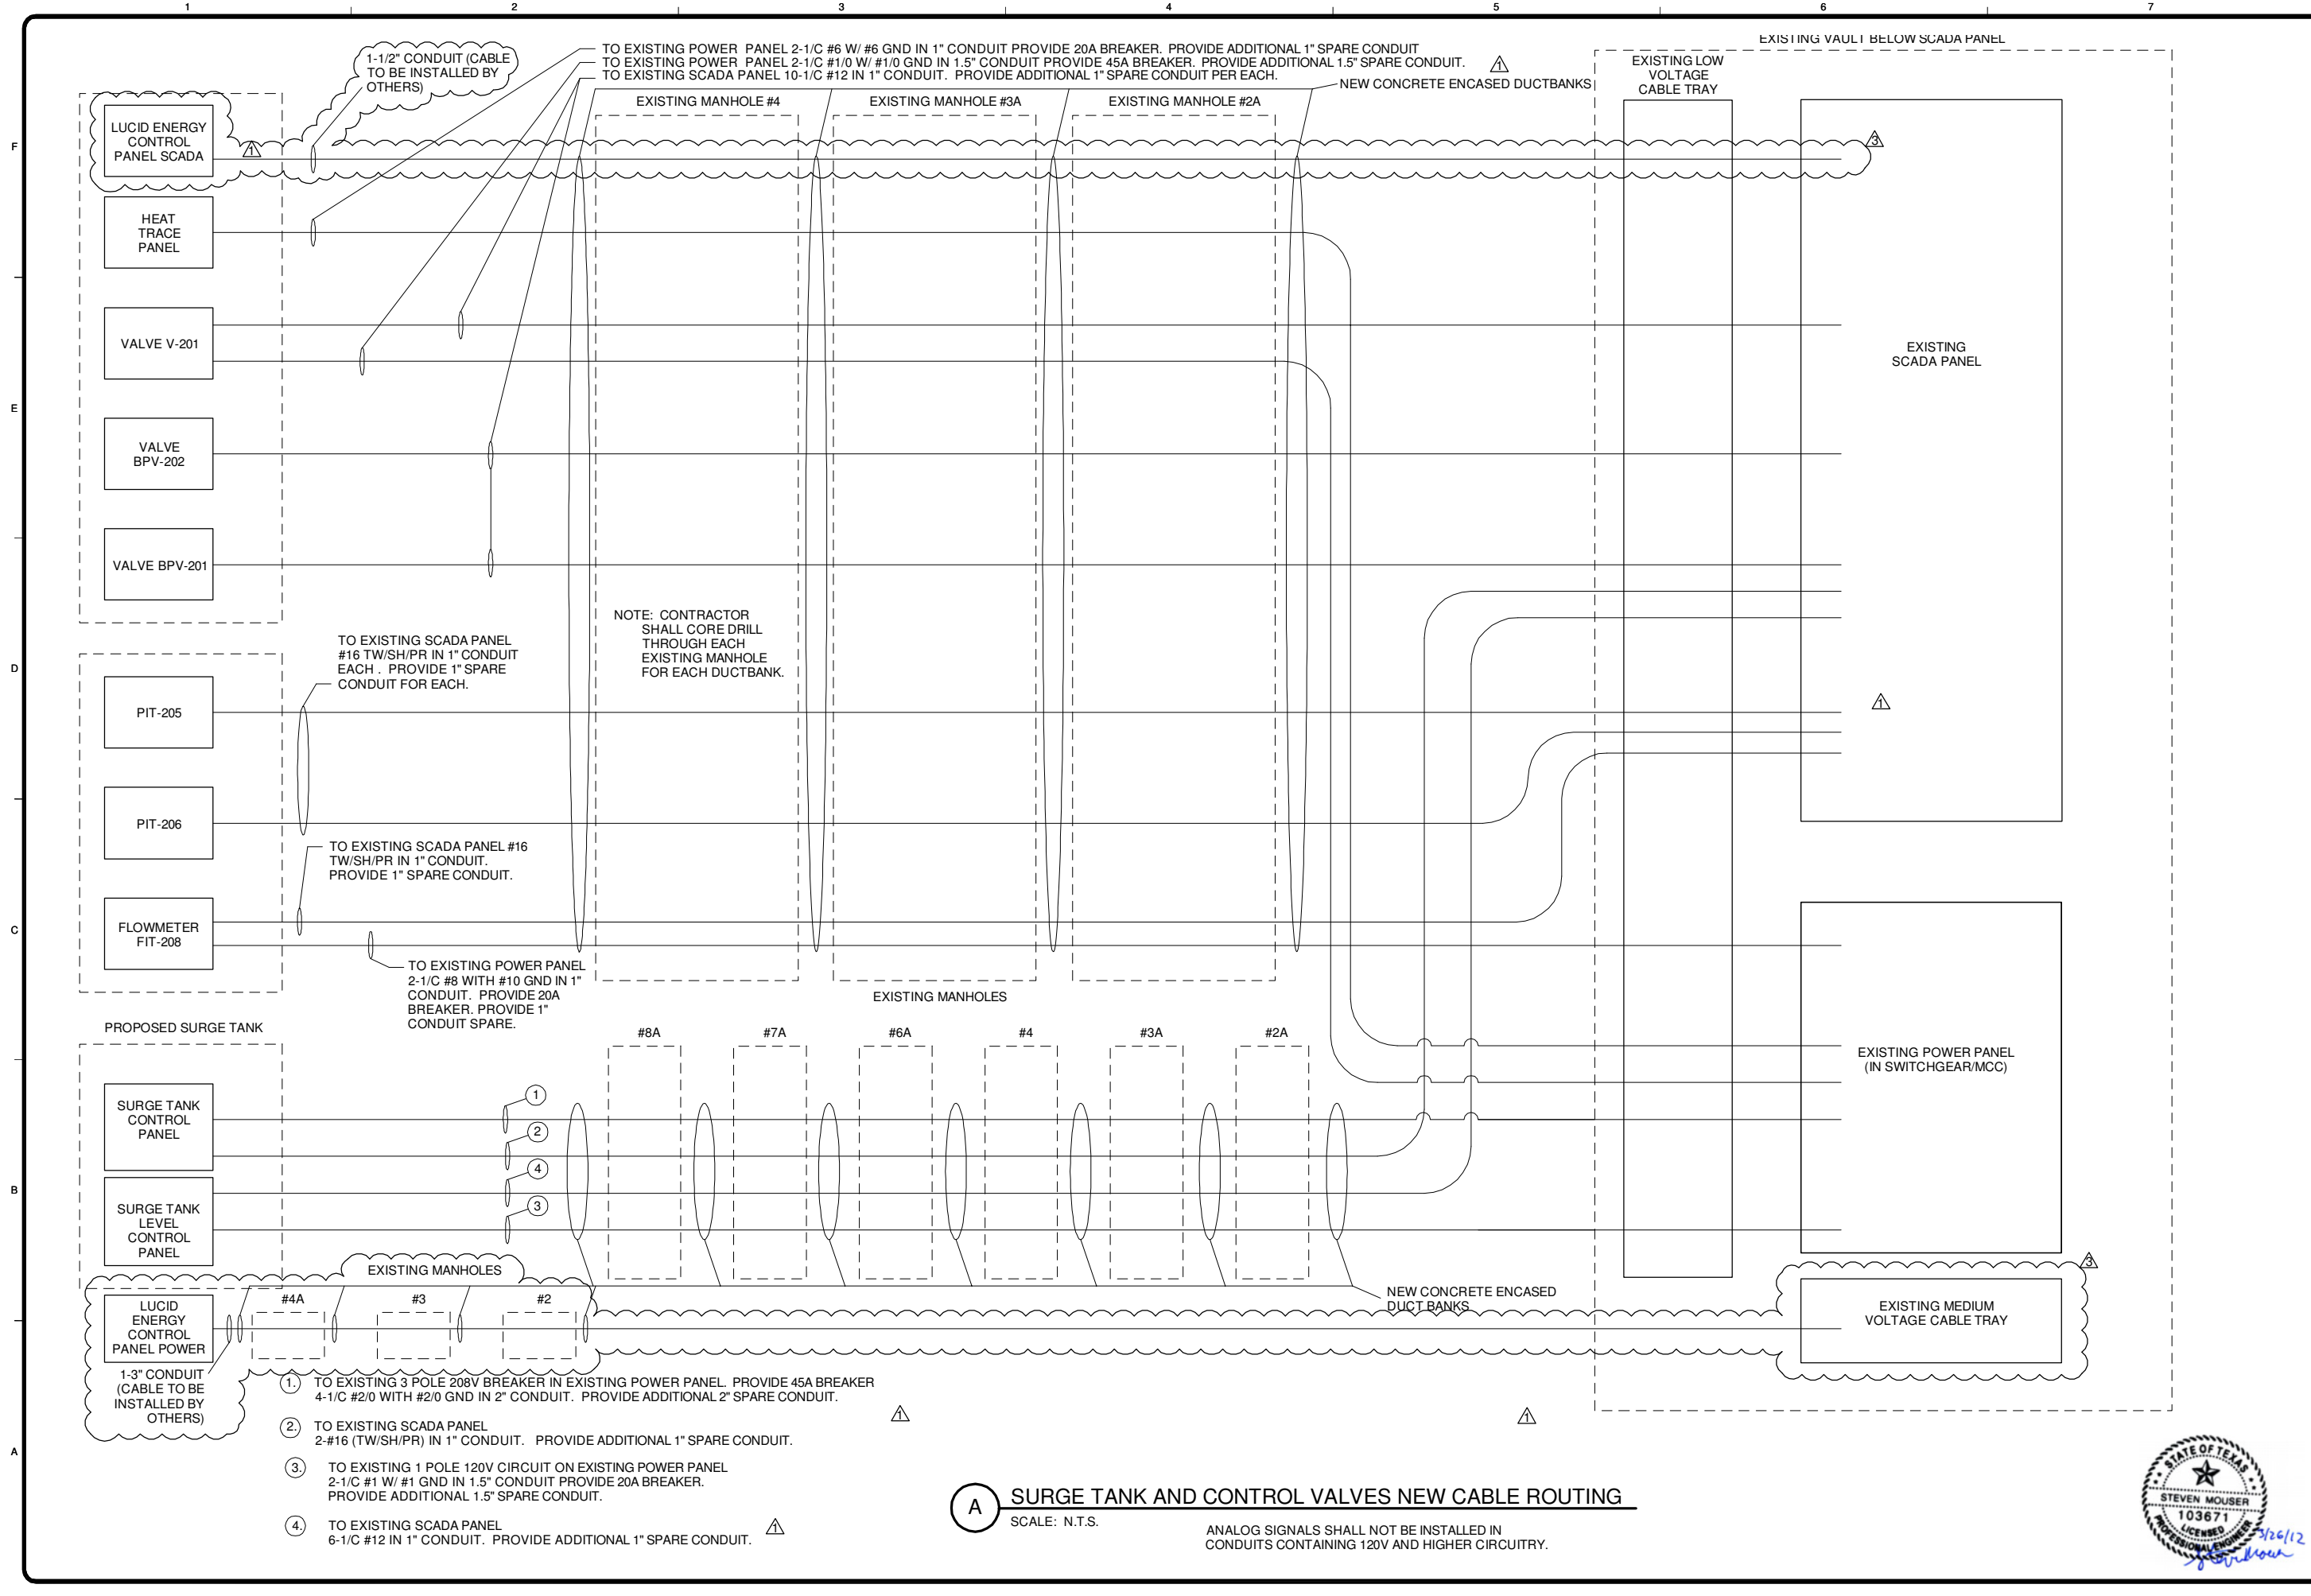 1 2 3 4 5 6 7
EXISTING VAULT BELOW SCADA PANEL
1-1/2" CONDUIT (CABLE
TO BE INSTALLED BY
OTHERS)
TO EXISTING POWER PANEL 2-1/C #6 W/ #6 GND IN 1" CONDUIT PROVIDE 20A BREAKER. PROVIDE ADDITIONAL 1" SPARE CONDUIT
TO EXISTING POWER PANEL 2-1/C #1/0 W/ #1/0 GND IN 1.5" CONDUIT PROVIDE 45A BREAKER. PROVIDE ADDITIONAL 1.5" SPARE CONDUIT.
TO EXISTING SCADA PANEL 10-1/C #12 IN 1" CONDUIT. PROVIDE ADDITIONAL 1" SPARE CONDUIT PER EACH.
1
NEW CONCRETE ENCASED DUCTBANKS
EXISTING LOW
VOLTAGE
CABLE TRAY
EXISTING MANHOLE #4
EXISTING MANHOLE #3A
EXISTING MANHOLE #2A
F
LUCID ENERGY
CONTROL
PANEL SCADA
1
3
HEAT
TRACE
PANEL
VALVE V-201
EXISTING
SCADA PANEL
E
VALVE
BPV-202
VALVE BPV-201
NOTE: CONTRACTOR
SHALL CORE DRILL
THROUGH EACH
EXISTING MANHOLE
FOR EACH DUCTBANK.
TO EXISTING SCADA PANEL
#16 TW/SH/PR IN 1" CONDUIT
EACH . PROVIDE 1" SPARE
CONDUIT FOR EACH.
D
PIT-205
1
PIT-206
TO EXISTING SCADA PANEL #16
TW/SH/PR IN 1" CONDUIT.
PROVIDE 1" SPARE CONDUIT.
C
FLOWMETER
FIT-208
TO EXISTING POWER PANEL
2-1/C #8 WITH #10 GND IN 1"
CONDUIT. PROVIDE 20A
BREAKER. PROVIDE 1"
CONDUIT SPARE.
EXISTING MANHOLES
PROPOSED SURGE TANK
#8A #7A #6A #4 #3A #2A
EXISTING POWER PANEL
(IN SWITCHGEAR/MCC)
SURGE TANK
CONTROL
PANEL
1
2
4
3
B
SURGE TANK
LEVEL
CONTROL
PANEL
EXISTING MANHOLES
3
#4A #3 #2
NEW CONCRETE ENCASED
DUCT BANKS
LUCID
ENERGY
CONTROL
PANEL POWER
EXISTING MEDIUM
VOLTAGE CABLE TRAY
1-3" CONDUIT
(CABLE TO BE
INSTALLED BY
OTHERS)
1. TO EXISTING 3 POLE 208V BREAKER IN EXISTING POWER PANEL. PROVIDE 45A BREAKER
4-1/C #2/0 WITH #2/0 GND IN 2" CONDUIT. PROVIDE ADDITIONAL 2" SPARE CONDUIT.
1
1
2. TO EXISTING SCADA PANEL
2-#16 (TW/SH/PR) IN 1" CONDUIT. PROVIDE ADDITIONAL 1" SPARE CONDUIT.
A
3. TO EXISTING 1 POLE 120V CIRCUIT ON EXISTING POWER PANEL
2-1/C #1 W/ #1 GND IN 1.5" CONDUIT PROVIDE 20A BREAKER.
PROVIDE ADDITIONAL 1.5" SPARE CONDUIT.
4. TO EXISTING SCADA PANEL
6-1/C #12 IN 1" CONDUIT. PROVIDE ADDITIONAL 1" SPARE CONDUIT.
1
A SURGE TANK AND CONTROL VALVES NEW CABLE ROUTING
SCALE: N.T.S.
ANALOG SIGNALS SHALL NOT BE INSTALLED IN
CONDUITS CONTAINING 120V AND HIGHER CIRCUITRY.
STATE OF TEXAS
STEVEN MOUSER
103671
LICENSED
PROFESSIONAL ENGINEER
3/26/12